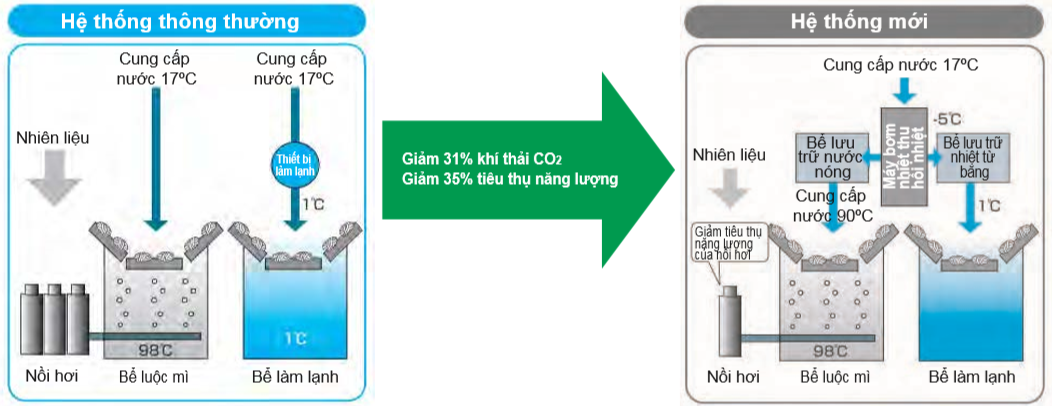 Hệ thống thông thường
Cung cấp
nước 17ºC
Cung cấp
nước 17ºC
Nhiên liệu
Thiết bị
làm lạnh
1℃
98℃
1℃
Nồi hơi
Bể luộc mì
Bể làm lạnh
Giảm 31% khí thải CO₂
Giảm 35% tiêu thụ năng lượng
Hệ thống mới
Cung cấp nước 17ºC
-5℃
Nhiên liệu
Bể lưu
trữ nước
nóng
Máy bơm
nhiệt thu
hồi nhiệt
Bể lưu trữ
nhiệt từ
băng
Cung cấp
nước 90ºC
1℃
Giảm tiêu thụ
năng lượng
của nồi hơi
98℃
Nồi hơi
Bể luộc mì
Bể làm lạnh